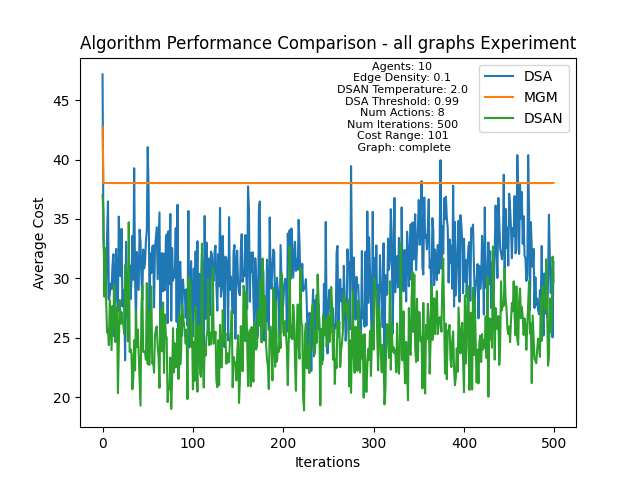 Algorithm Performance Comparison - all graphs Experiment
Agents: 10
Edge Density: 0.1
DSAN Temperature: 2.0
DSA Threshold: 0.99
Num Actions: 8
Num Iterations: 500
Cost Range: 101
Graph: complete
DSA
MGM
DSAN
Average Cost
45
40
35
30
25
20
0
100
200
300
400
500
Iterations